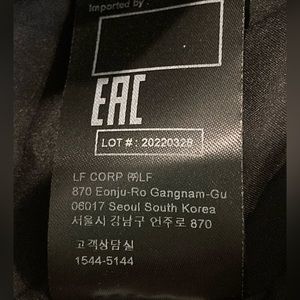 Imported by :
EAC
LOT # : 20220328
LF CORP ㈜LF
870 Eonju-Ro Gangnam-Gu
06017 Seoul South Korea
서울시 강남구 언주로 870
고객상담실
1544-5144